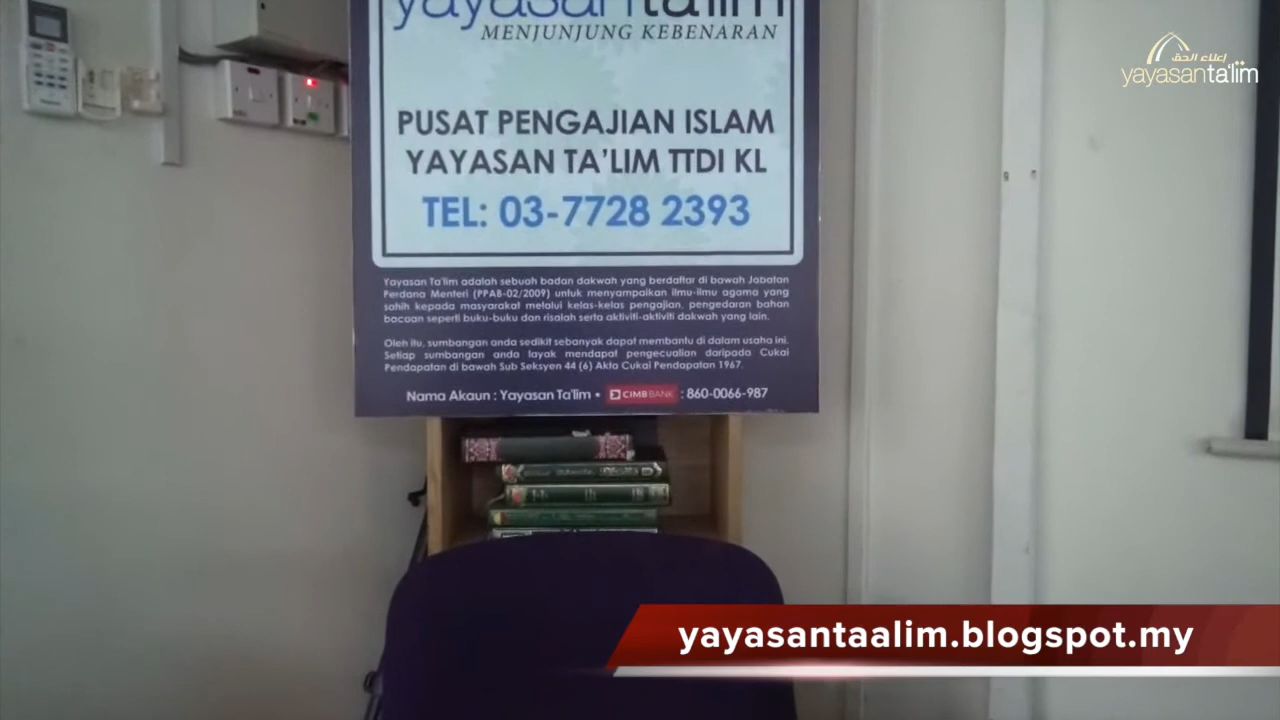 yayasanta'lim
MENJUNJUNG KEBENARAN
إعلاء الحق
yayasanta'lim
PUSAT PENGAJIAN ISLAM
YAYASAN TA'LIM TTDI KL
TEL: 03-7728 2393
Yayasan Ta'lim adalah sebuah badan dakwah yang berdaftar di bawah Jabatan
Perdana Menteri (PPAB-02/2009) untuk menyampaikan ilmu-ilmu agama yang
sahih kepada masyarakat melalui kelas-kelas pengajian, pengedaran bahan
bacaan seperti buku-buku dan risalah serta aktiviti-aktiviti dakwah yang lain.
Oleh itu, sumbangan anda sedikit sebanyak dapat membantu di dalam usaha ini.
Setiap sumbangan anda layak mendapat pengecualian daripada Cukai
Pendapatan di bawah Sub Seksyen 44 (6) Akta Cukai Pendapatan 1967.
Nama Akaun : Yayasan Ta'lim • CIMB BANK : 860-0066-987
yayasantaalim.blogspot.my